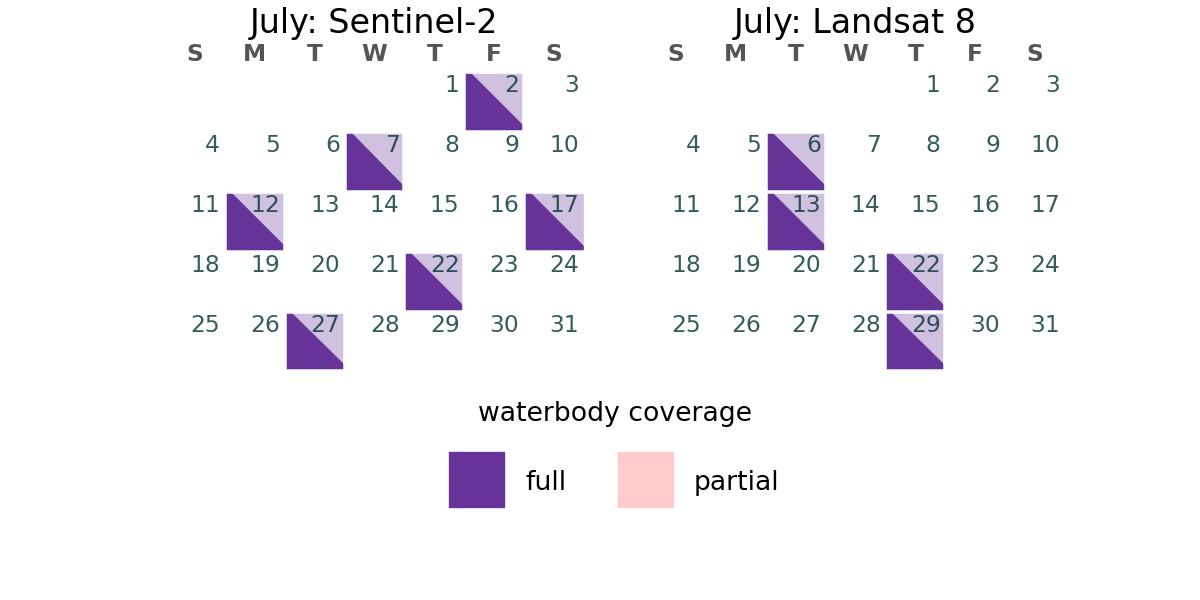 July: Sentinel-2
S M T W T F S
1 2 3
4 5 6 7 8 9 10
11 12 13 14 15 16 17
18 19 20 21 22 23 24
25 26 27 28 29 30 31
July: Landsat 8
S M T W T F S
1 2 3
4 5 6 7 8 9 10
11 12 13 14 15 16 17
18 19 20 21 22 23 24
25 26 27 28 29 30 31
waterbody coverage
full partial